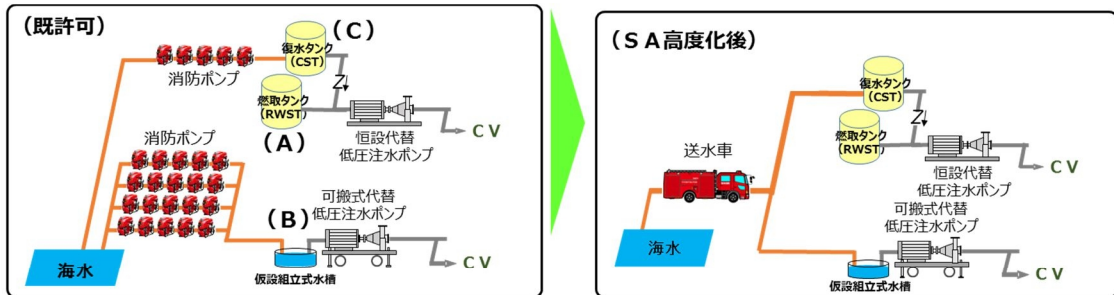 （既許可）
（C）
復水タンク
（CST）
消防ポンプ
燃取タンク
（RWST）
（A）
恒設代替
低圧注水ポンプ
ＣＶ
消防ポンプ
（B）
可搬式代替
低圧注水ポンプ
海水
仮設組立式水槽
ＣＶ
（ＳＡ高度化後）
復水タンク
（CST）
燃取タンク
（RWST）
送水車
恒設代替
低圧注水ポンプ
ＣＶ
可搬式代替
低圧注水ポンプ
海水
仮設組立式水槽
ＣＶ